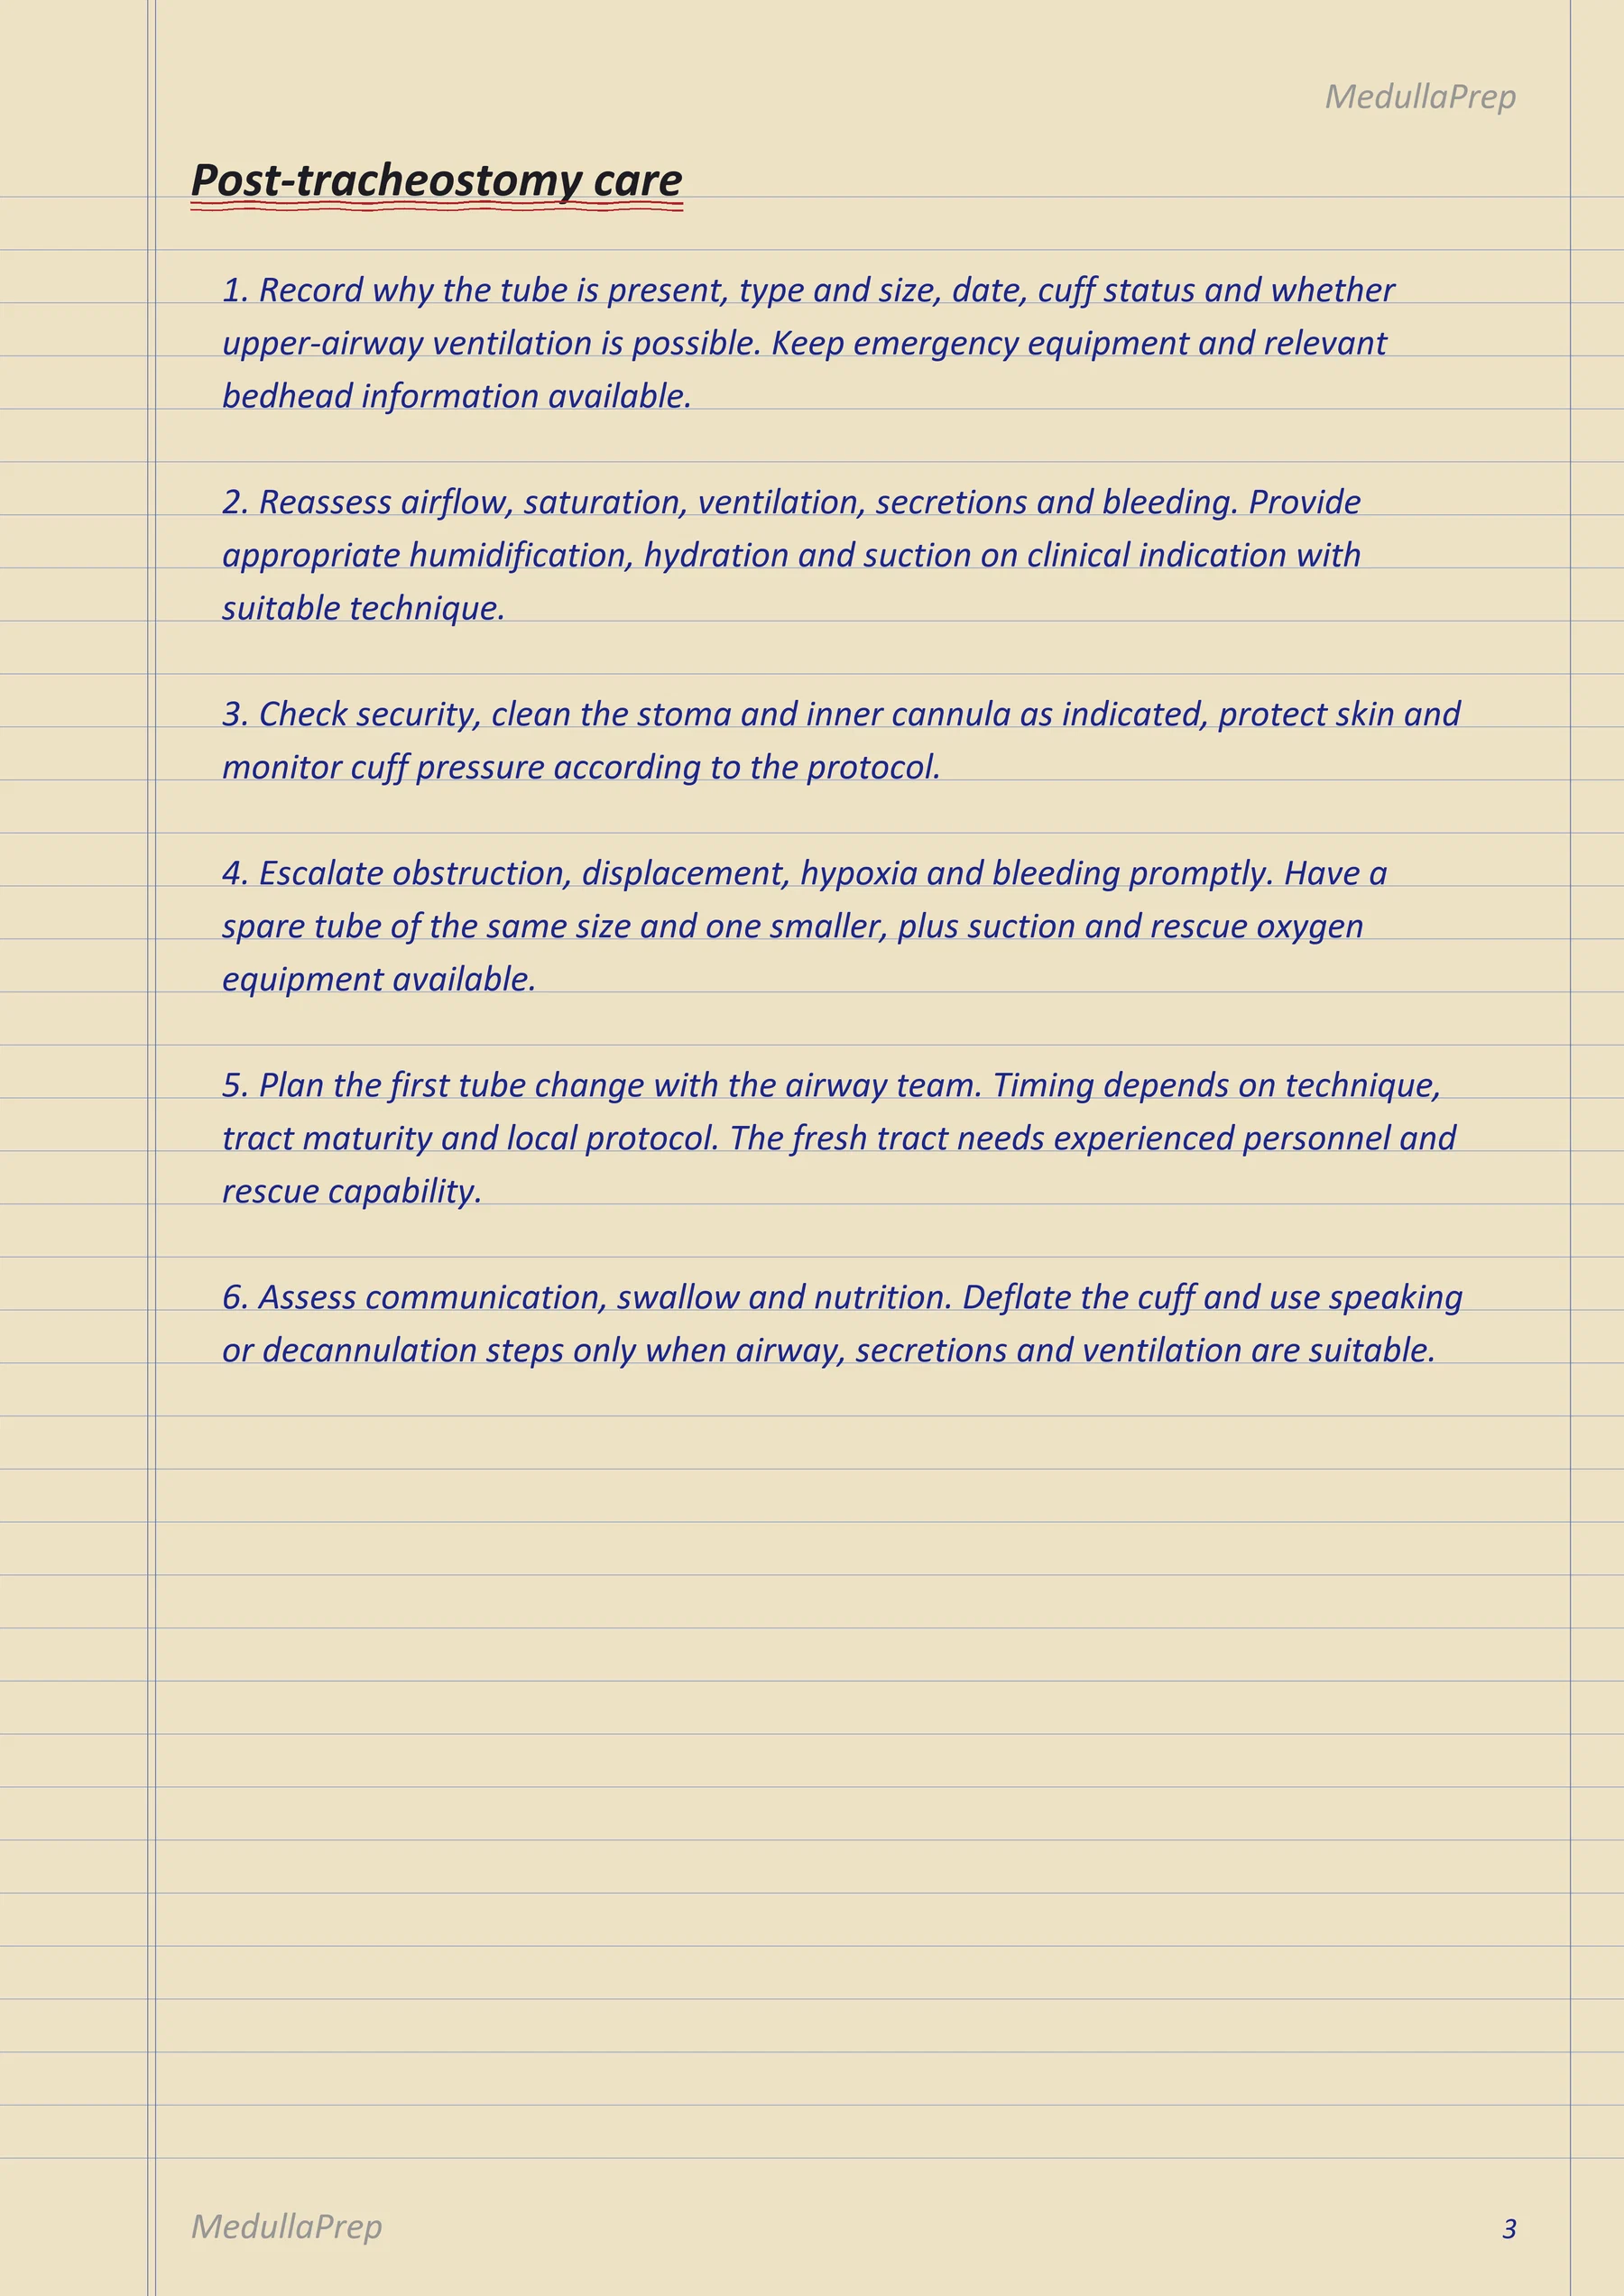 MedullaPrep
Post-tracheostomy care
1. Record why the tube is present, type and size, date, cuff status and whether
upper-airway ventilation is possible. Keep emergency equipment and relevant
bedhead information available.
2. Reassess airflow, saturation, ventilation, secretions and bleeding. Provide
appropriate humidification, hydration and suction on clinical indication with
suitable technique.
3. Check security, clean the stoma and inner cannula as indicated, protect skin and
monitor cuff pressure according to the protocol.
4. Escalate obstruction, displacement, hypoxia and bleeding promptly. Have a
spare tube of the same size and one smaller, plus suction and rescue oxygen
equipment available.
5. Plan the first tube change with the airway team. Timing depends on technique,
tract maturity and local protocol. The fresh tract needs experienced personnel and
rescue capability.
6. Assess communication, swallow and nutrition. Deflate the cuff and use speaking
or decannulation steps only when airway, secretions and ventilation are suitable.
MedullaPrep
3